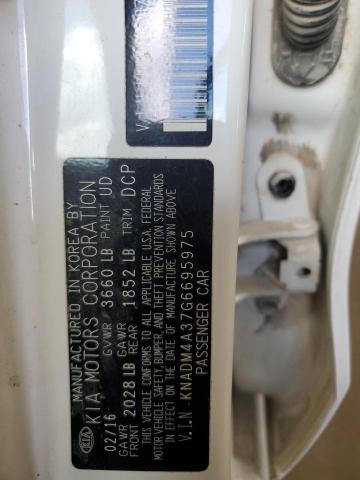 MANUFACTURED IN KOREA BY
KIA KIA MOTORS CORPORATION
02/16 GVWR 3660 LB PAINT UD
GAWR FRONT 2028 LB GAWR REAR 1852 LB TRIM DCP
THIS VEHICLE CONFORMS TO ALL APPLICABLE U.S.A. FEDERAL
MOTOR VEHICLE SAFETY, BUMPER, AND THEFT PREVENTION STANDARDS
IN EFFECT ON THE DATE OF MANUFACTURE SHOWN ABOVE
V.I.N KNADM4A37G6695975
PASSENGER CAR